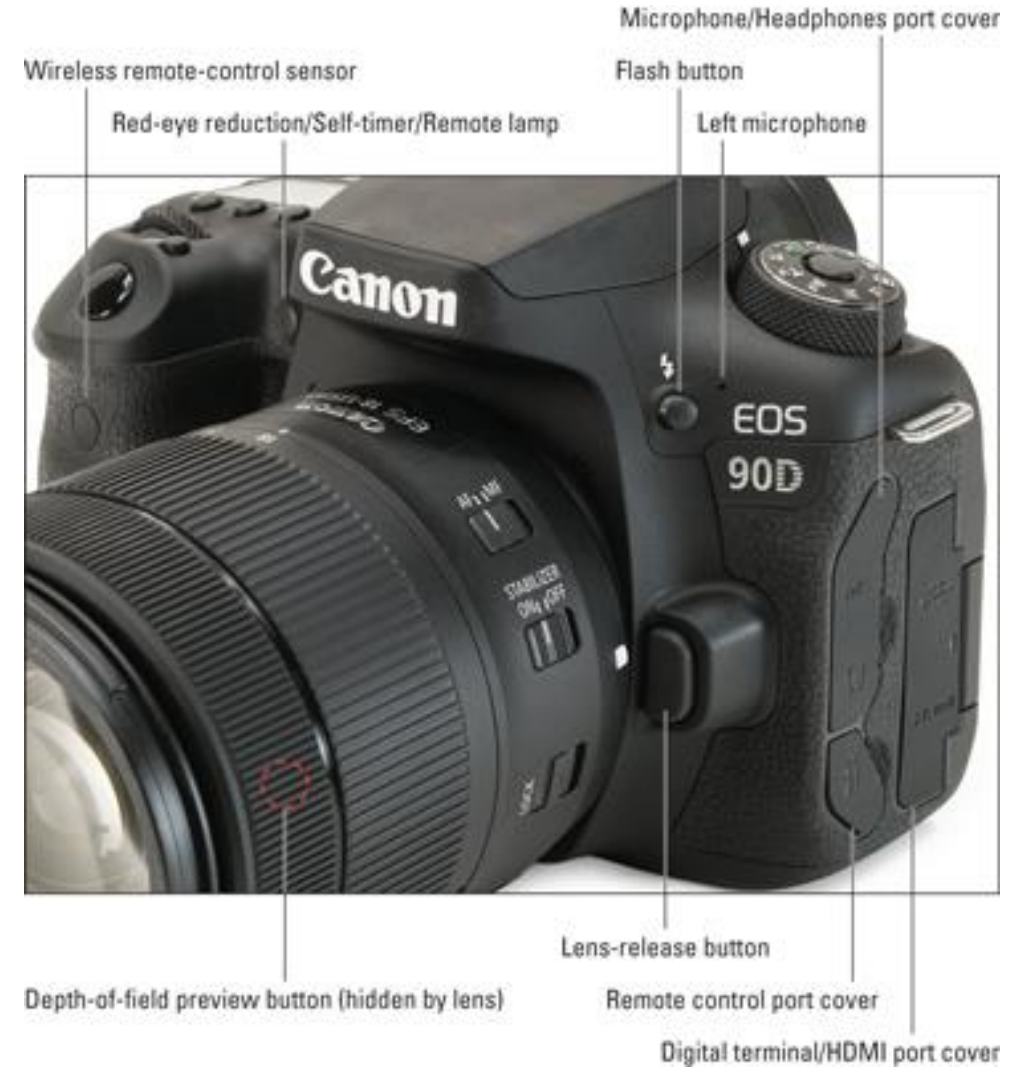 Microphone/Headphones port cover
Wireless remote-control sensor
Flash button
Red-eye reduction/Self-timer/Remote lamp
Left microphone
Canon
EOS
90D
AF MF
STABILIZER
ON OFF
LOCK
Lens-release button
Depth-of-field preview button (hidden by lens)
Remote control port cover
Digital terminal/HDMI port cover